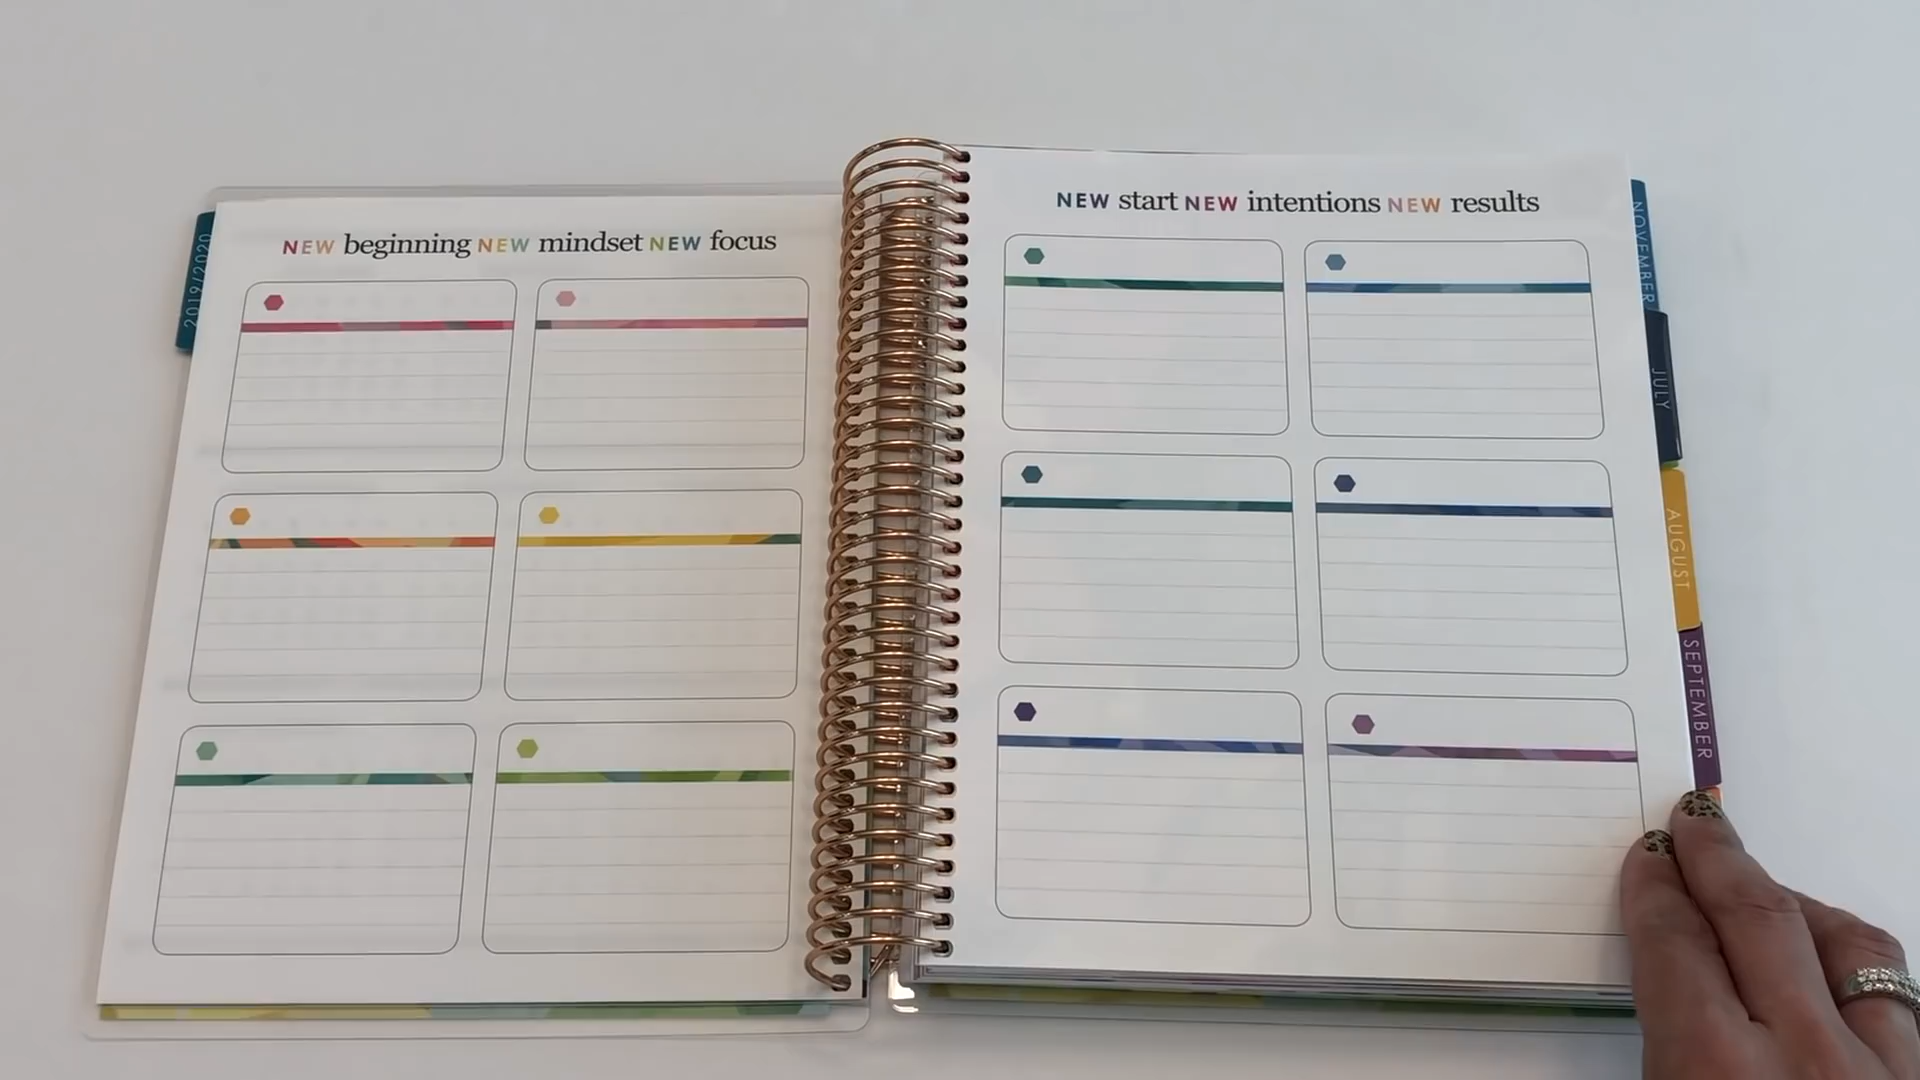 NEW beginning NEW mindset NEW focus
NEW start NEW intentions NEW results
2019/2020
NOVEMBER
JULY
AUGUST
SEPTEMBER